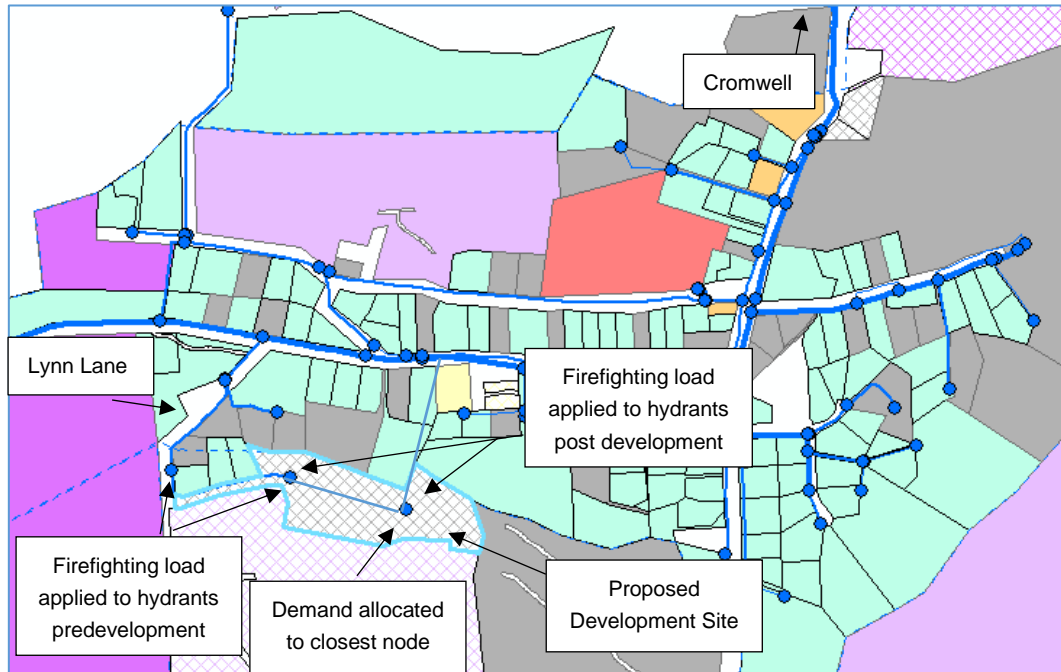 Cromwell
Lynn Lane
Firefighting load
applied to hydrants
post development
Firefighting load
applied to hydrants
predevelopment
Demand allocated
to closest node
Proposed
Development Site